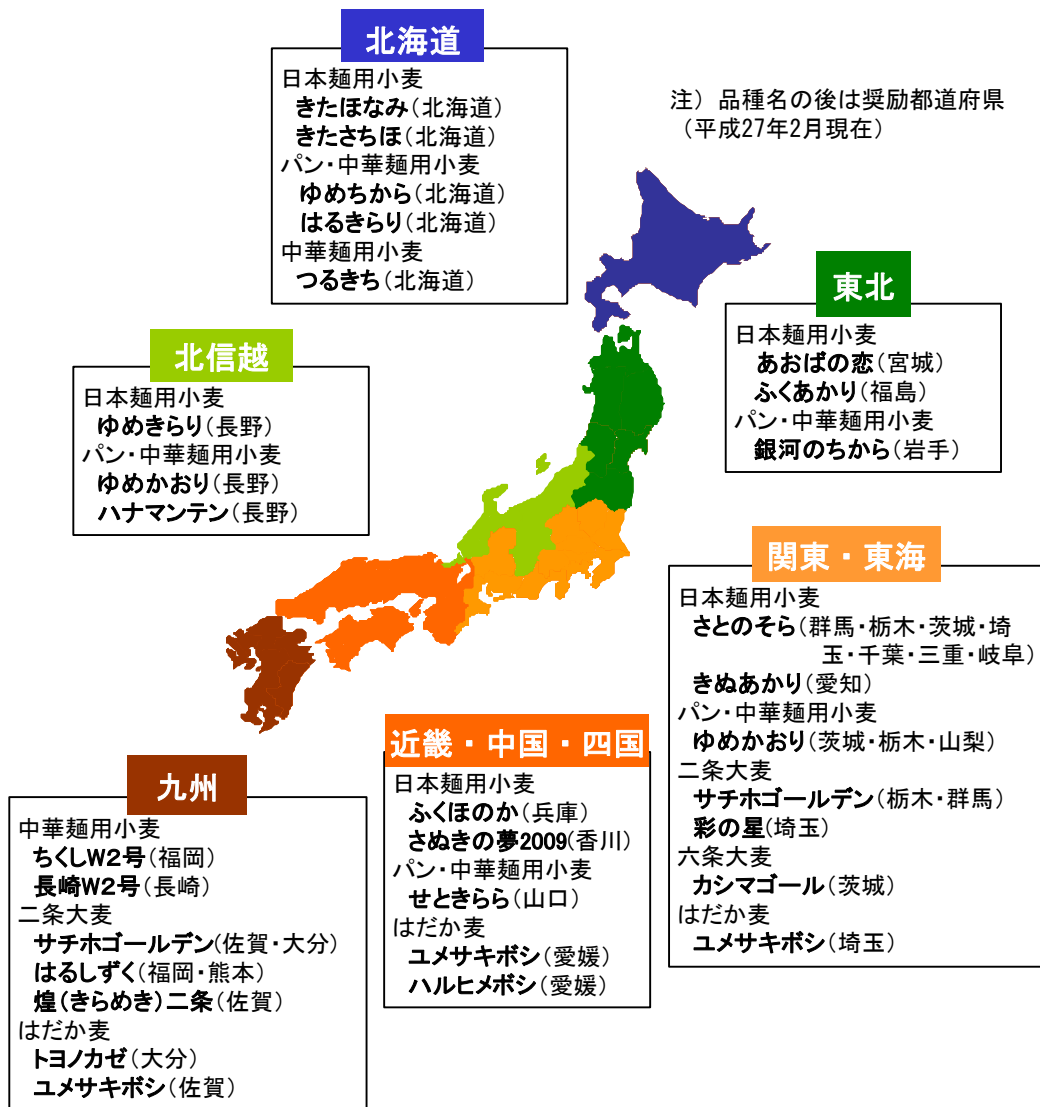 北海道
日本麺用小麦
きたほなみ(北海道)
きたさちほ(北海道)
パン・中華麺用小麦
ゆめちから(北海道)
はるきらり(北海道)
中華麺用小麦
つるきち(北海道)
注) 品種名の後は奨励都道府県
(平成27年2月現在)
東北
日本麺用小麦
あおばの恋(宮城)
ふくあかり(福島)
パン・中華麺用小麦
銀河のちから(岩手)
北信越
日本麺用小麦
ゆめきらり(長野)
パン・中華麺用小麦
ゆめかおり(長野)
ハナマンテン(長野)
関東・東海
日本麺用小麦
さとのそら(群馬・栃木・茨城・埼
玉・千葉・三重・岐阜)
きぬあかり(愛知)
パン・中華麺用小麦
ゆめかおり(茨城・栃木・山梨)
二条大麦
サチホゴールデン(栃木・群馬)
彩の星(埼玉)
六条大麦
カシマゴール(茨城)
はだか麦
ユメサキボシ(埼玉)
近畿・中国・四国
日本麺用小麦
ふくほのか(兵庫)
さぬきの夢2009(香川)
パン・中華麺用小麦
せときらら(山口)
はだか麦
ユメサキボシ(愛媛)
ハルヒメボシ(愛媛)
九州
中華麺用小麦
ちくしW2号(福岡)
長崎W2号(長崎)
二条大麦
サチホゴールデン(佐賀・大分)
はるしずく(福岡・熊本)
煌(きらめき)二条(佐賀)
はだか麦
トヨノカゼ(大分)
ユメサキボシ(佐賀)